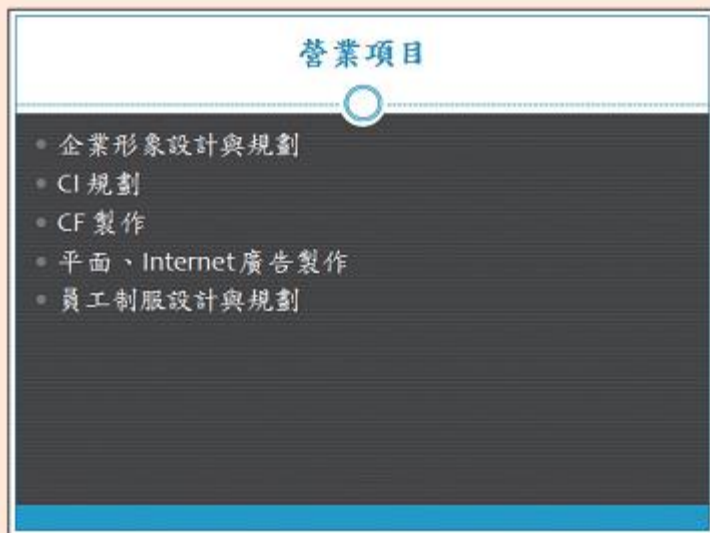 營業項目
企業形象設計與規劃
CI 規劃
CF 製作
平面、Internet廣告製作
員工制服設計與規劃